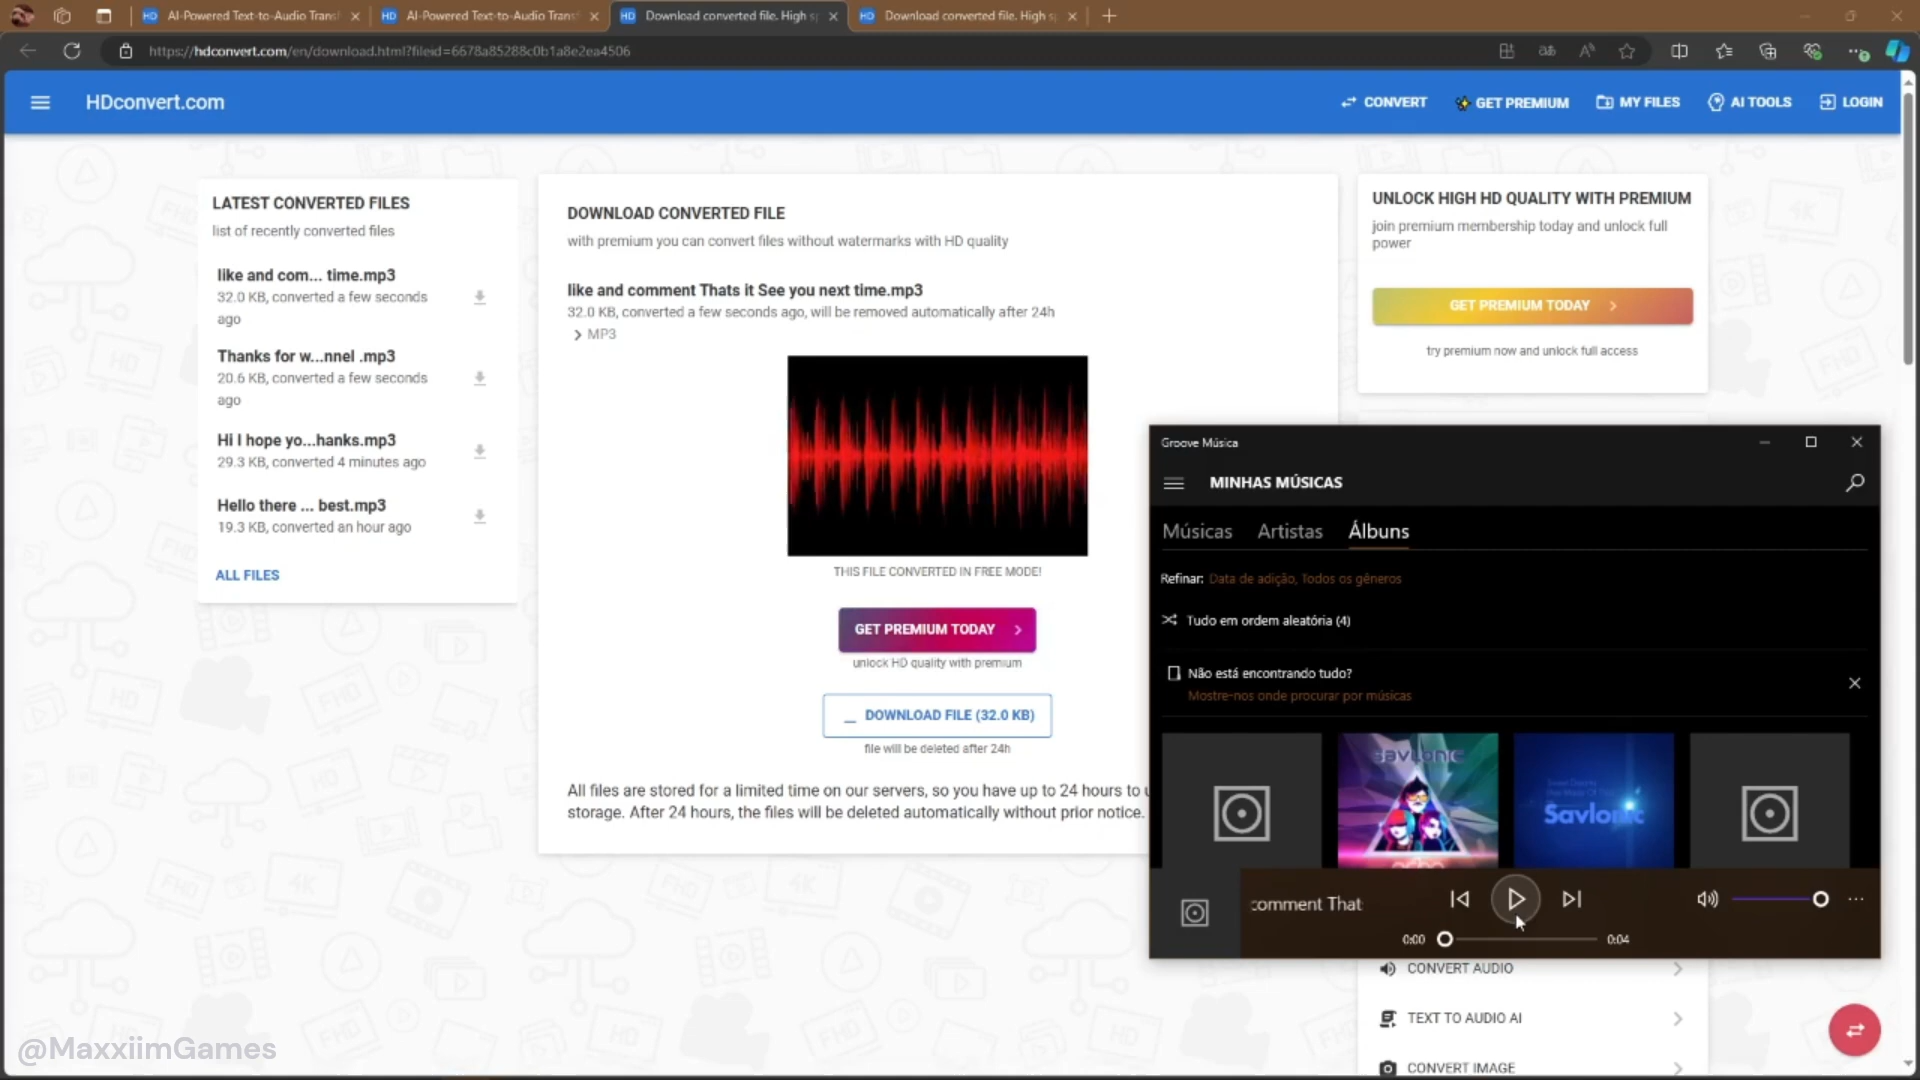 AI-Powered Text-to-Audio Trans
AI-Powered Text-to-Audio Trans
Download converted file. High s
Download converted file. High s
https://hdconvert.com/en/download.html?fileid=6678a85288c0b1a8e2ea4506
HDconvert.com
CONVERT
GET PREMIUM
MY FILES
AI TOOLS
LOGIN
LATEST CONVERTED FILES
list of recently converted files
like and com... time.mp3
32.0 KB, converted a few seconds
ago
Thanks for w...nnel .mp3
20.6 KB, converted a few seconds
ago
Hi I hope yo...hanks.mp3
29.3 KB, converted 4 minutes ago
Hello there ... best.mp3
19.3 KB, converted an hour ago
ALL FILES
DOWNLOAD CONVERTED FILE
with premium you can convert files without watermarks with HD quality
like and comment Thats it See you next time.mp3
32.0 KB, converted a few seconds ago, will be removed automatically after 24h
MP3
THIS FILE CONVERTED IN FREE MODE!
GET PREMIUM TODAY
unlock HD quality with premium
DOWNLOAD FILE (32.0 KB)
file will be deleted after 24h
All files are stored for a limited time on our servers, so you have up to 24 hours to
storage. After 24 hours, the files will be deleted automatically without prior notice.
UNLOCK HIGH HD QUALITY WITH PREMIUM
join premium membership today and unlock full
power
GET PREMIUM TODAY
try premium now and unlock full access
Groove Música
MINHAS MÚSICAS
Músicas Artistas Álbuns
Refinar: Data de adição, Todos os gêneros
Tudo em ordem aleatória (4)
Não está encontrando tudo?
Mostre-nos onde procurar por músicas
SAVLONIC
Savlonic
comment That
0:00
0:04
CONVERT AUDIO
TEXT TO AUDIO AI
CONVERT IMAGE
@MaxxiimGames